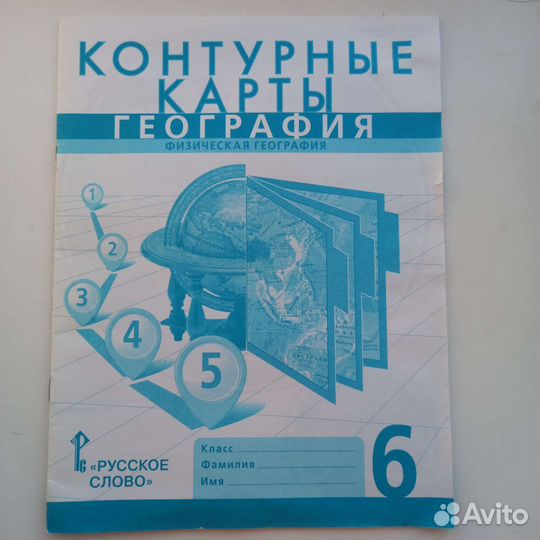 КОНТУРНЫЕ
КАРТЫ
ГЕОГРАФИЯ
ФИЗИЧЕСКАЯ ГЕОГРАФИЯ
1
2
3
4
5
«РУССКОЕ
СЛОВО»
Класс
Фамилия
Имя
6
Avito